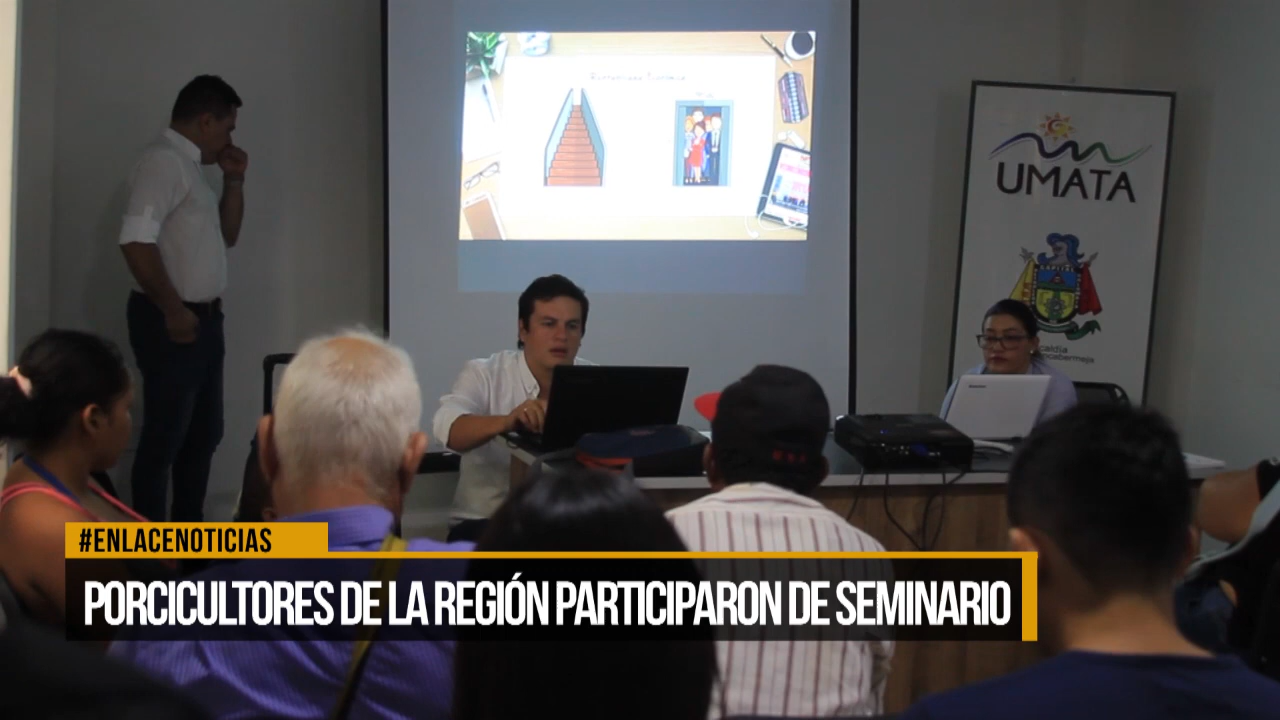 UMATA
#ENLACENOTICIAS
PORCICULTORES DE LA REGIÓN PARTICIPARON DE SEMINARIO